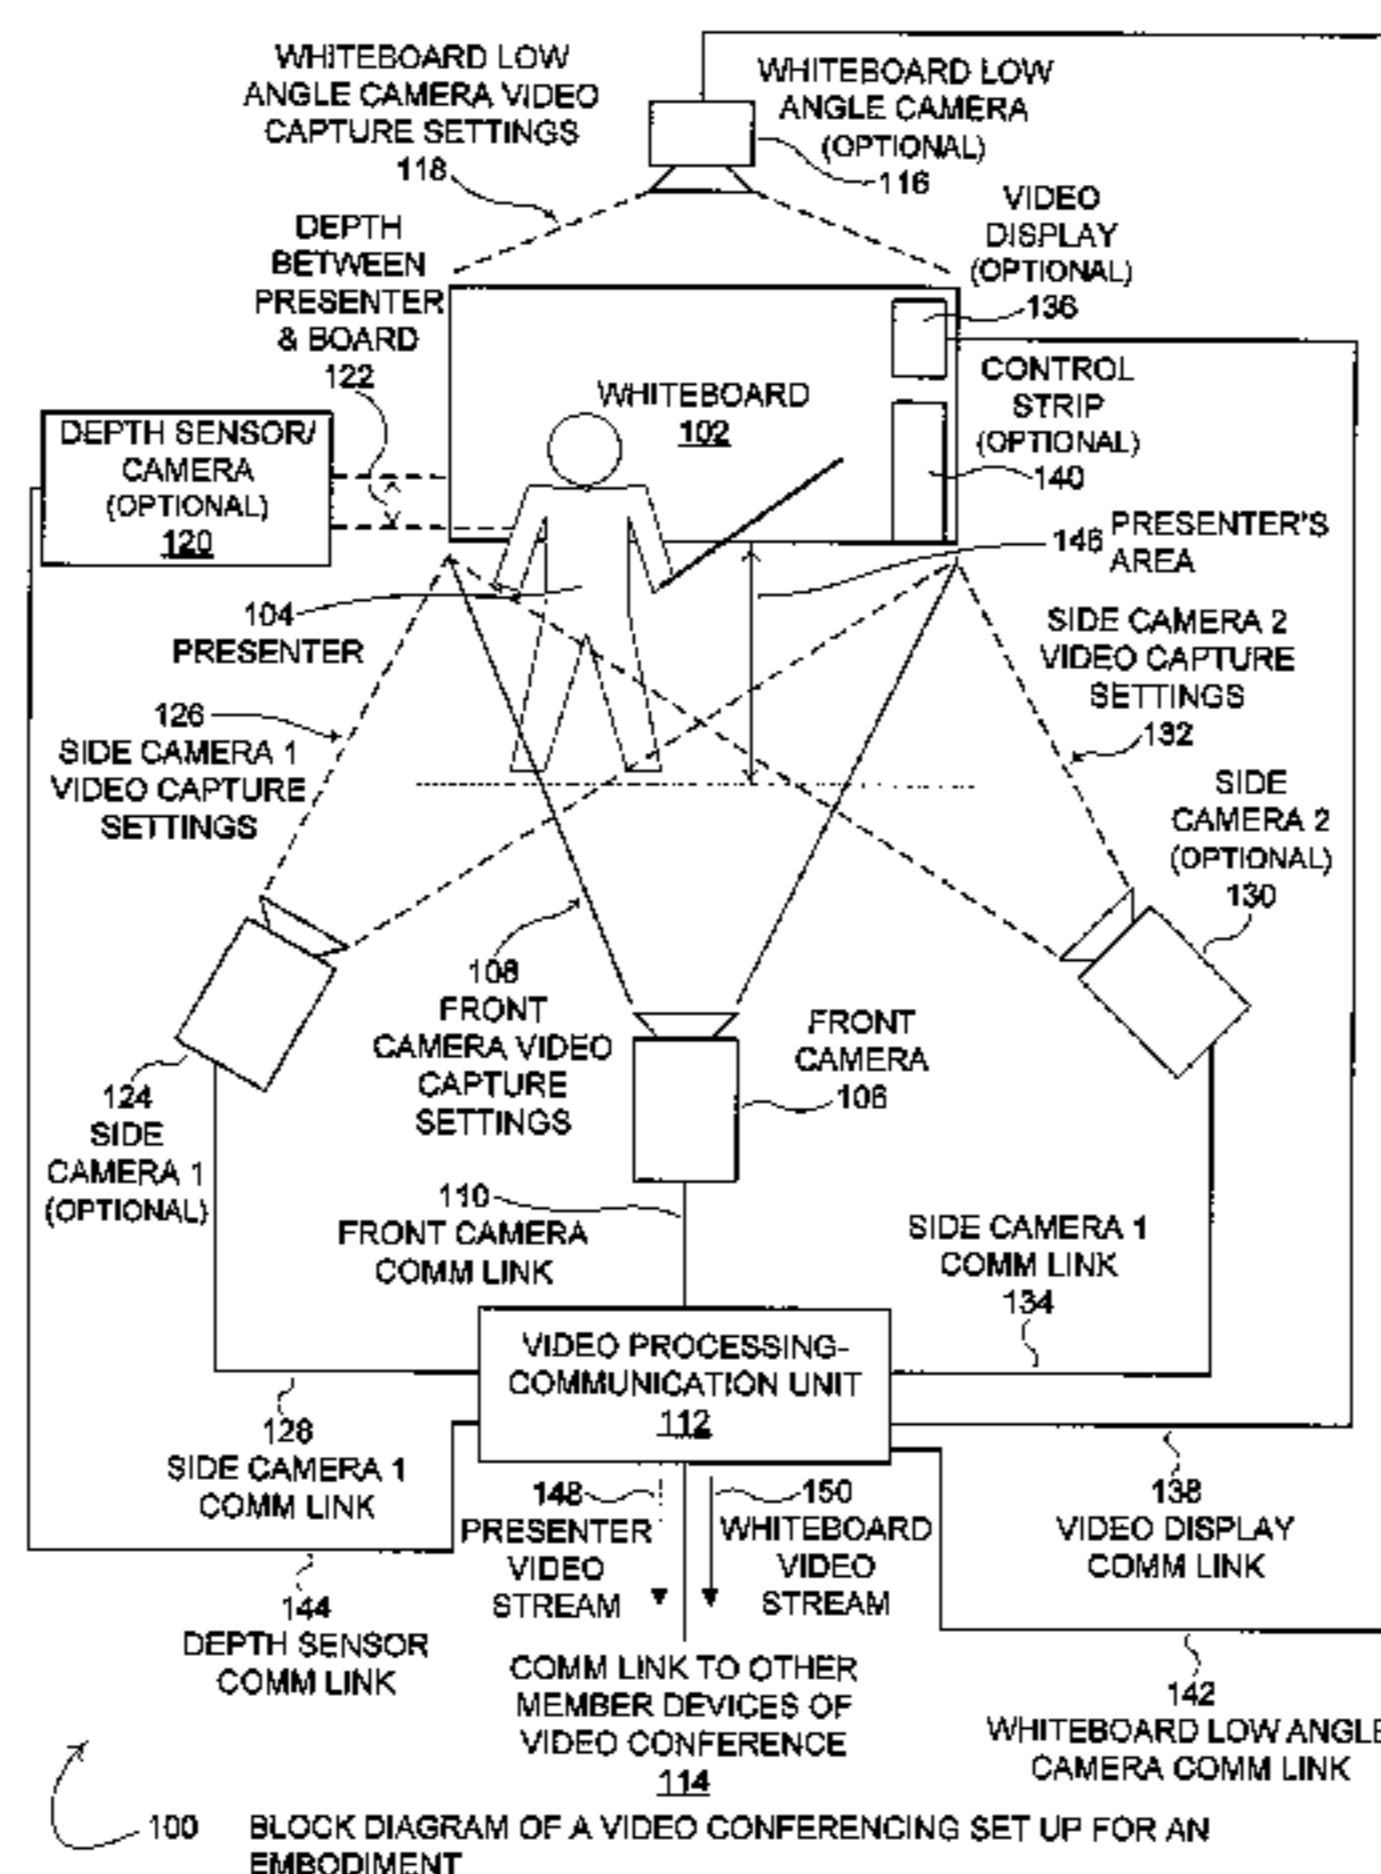 WHITEBOARD LOW
ANGLE CAMERA VIDEO
CAPTURE SETTINGS
118
WHITEBOARD LOW
ANGLE CAMERA
(OPTIONAL)
116
VIDEO
DISPLAY
(OPTIONAL)
136
DEPTH
BETWEEN
PRESENTER
& BOARD
122
CONTROL
STRIP
(OPTIONAL)
140
WHITEBOARD
102
DEPTH SENSOR/
CAMERA
(OPTIONAL)
120
146 PRESENTER'S
AREA
104
PRESENTER
SIDE CAMERA 2
VIDEO CAPTURE
SETTINGS
132
126
SIDE CAMERA 1
VIDEO CAPTURE
SETTINGS
SIDE
CAMERA 2
(OPTIONAL)
130
108
FRONT
CAMERA VIDEO
CAPTURE
SETTINGS
FRONT
CAMERA
106
124
SIDE
CAMERA 1
(OPTIONAL)
110
FRONT CAMERA
COMM LINK
SIDE CAMERA 1
COMM LINK
134
VIDEO PROCESSING-
COMMUNICATION UNIT
112
128
SIDE CAMERA 1
COMM LINK
148
PRESENTER
VIDEO
STREAM
150
WHITEBOARD
VIDEO
STREAM
138
VIDEO DISPLAY
COMM LINK
144
DEPTH SENSOR
COMM LINK
COMM LINK TO OTHER
MEMBER DEVICES OF
VIDEO CONFERENCE
114
142
WHITEBOARD LOW ANGLE
CAMERA COMM LINK
100 BLOCK DIAGRAM OF A VIDEO CONFERENCING SET UP FOR AN
EMBODIMENT